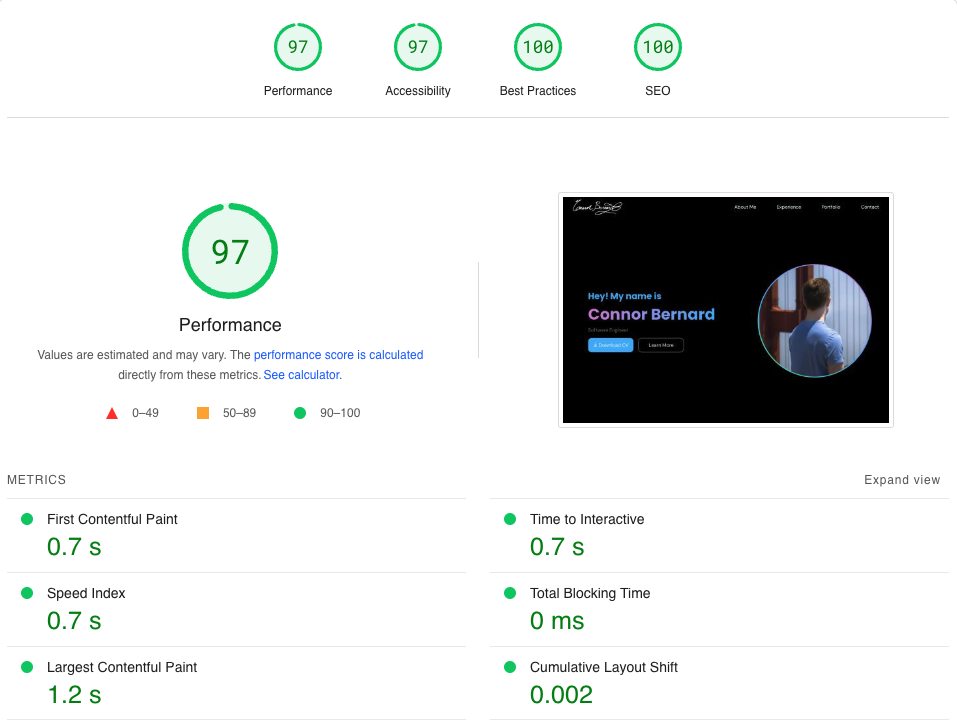 97 97 100 100
Performance Accessibility Best Practices SEO
97
Performance
Values are estimated and may vary. The performance score is calculated
directly from these metrics. See calculator.
0–49 50–89 90–100
About Me Experience Portfolio Contact
Hey! My name is
Connor Bernard
Software Engineer
Download CV Learn More
METRICS Expand view
First Contentful Paint
0.7 s
Time to Interactive
0.7 s
Speed Index
0.7 s
Total Blocking Time
0 ms
Largest Contentful Paint
1.2 s
Cumulative Layout Shift
0.002